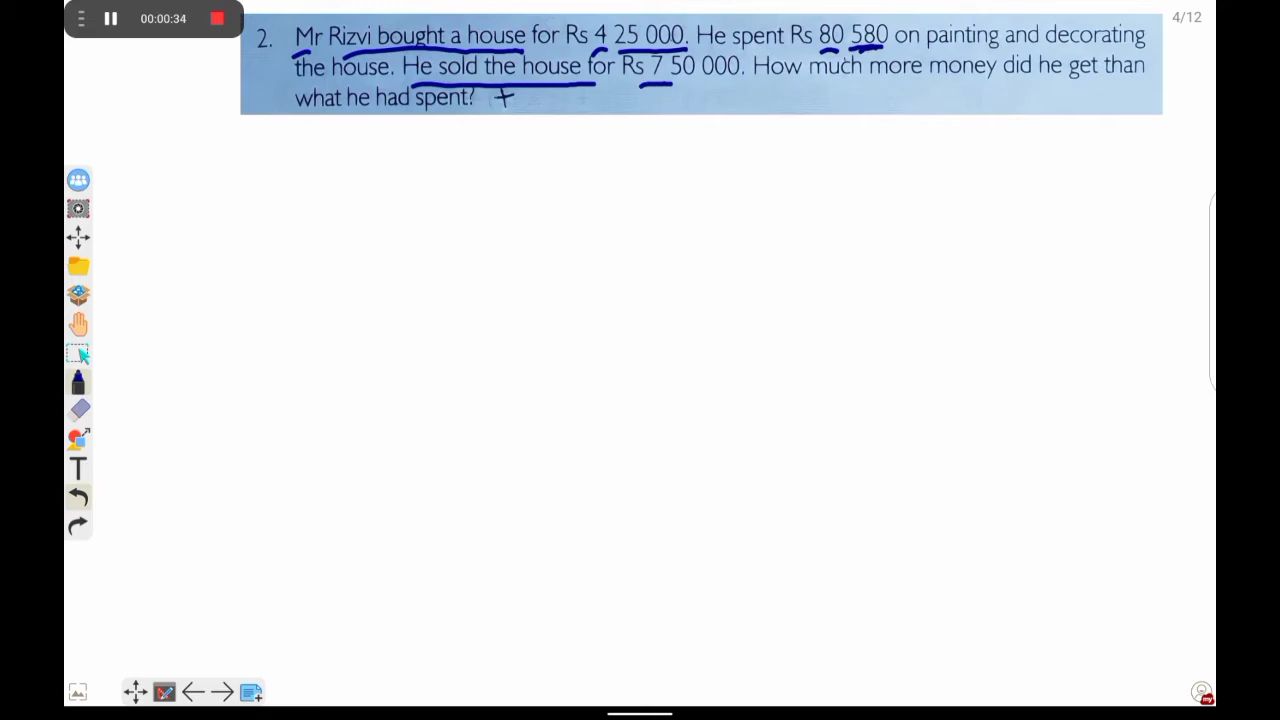 00:00:34
4/12
2. Mr Rizvi bought a house for Rs 4 25 000. He spent Rs 80 580 on painting and decorating
the house. He sold the house for Rs 7 50 000. How much more money did he get than
what he had spent? +
T
my